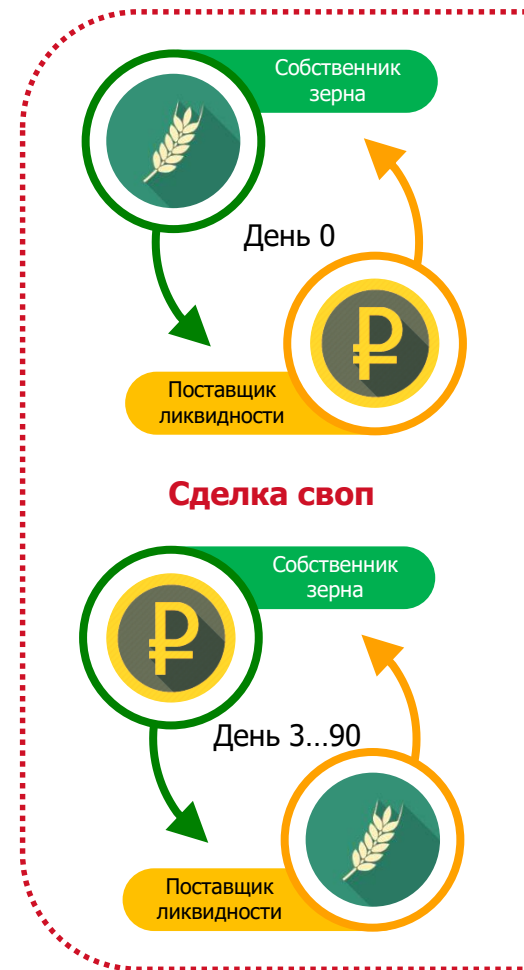 Собственник
зерна
День 0
₽
Поставщик
ликвидности
Сделка своп
Собственник
зерна
₽
День 3...90
Поставщик
ликвидности